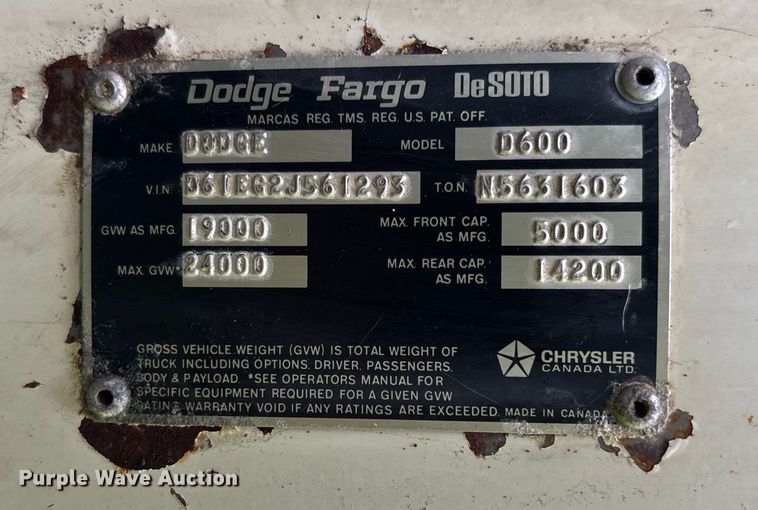 Dodge Fargo DeSOTO
MARCAS REG. TMS. REG. U.S. PAT. OFF.
MAKE DODGE MODEL D600
V.I.N. D61EG2J561293 T.O.N. N5631603
GVW AS MFG. 19000 MAX. FRONT CAP. AS MFG. 5000
MAX. GVW* 24000 MAX. REAR CAP. AS MFG. 14200
GROSS VEHICLE WEIGHT (GVW) IS TOTAL WEIGHT OF
TRUCK INCLUDING OPTIONS, DRIVER, PASSENGERS,
BODY & PAYLOAD. *SEE OPERATORS MANUAL FOR
SPECIFIC EQUIPMENT REQUIRED FOR A GIVEN GVW
RATING WARRANTY VOID IF ANY RATINGS ARE EXCEEDED. MADE IN CANADA
CHRYSLER
CANADA LTD.
Purple Wave Auction